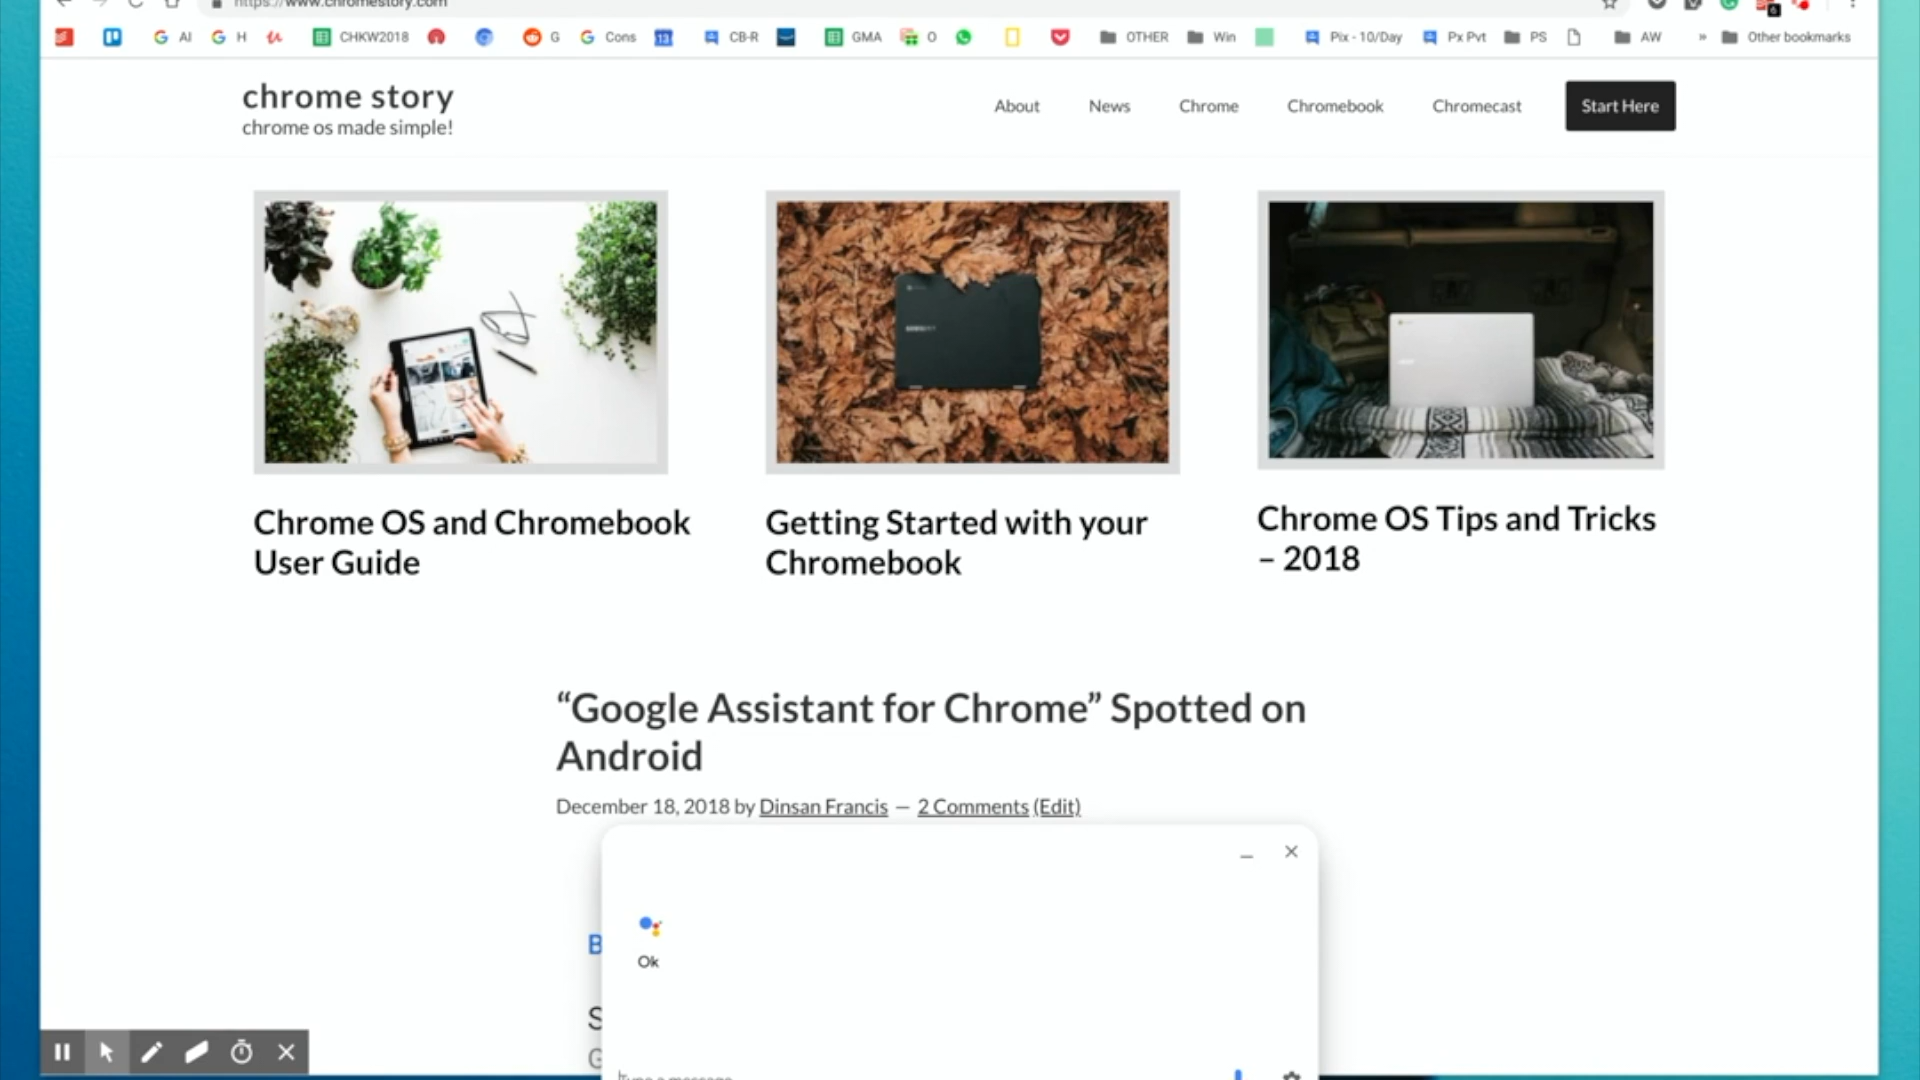 https://www.chromestory.com
G AI G H CHKW2018 G Cons 13 CB-R GMA O OTHER Win Pix - 10/Day Px Pvt PS AW » Other bookmarks
chrome story
chrome os made simple!
About News Chrome Chromebook Chromecast Start Here
Chrome OS and Chromebook
User Guide
Getting Started with your
Chromebook
Chrome OS Tips and Tricks
– 2018
“Google Assistant for Chrome” Spotted on
Android
December 18, 2018 by Dinsan Francis — 2 Comments (Edit)
B
Ok
S
G
Type a message